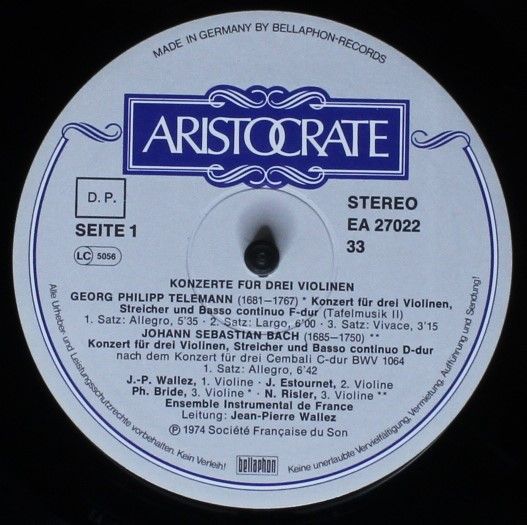 MADE IN GERMANY BY BELLAPHON-RECORDS
ARISTOCRATE
D. P.
SEITE 1
LC 5056
STEREO
EA 27022
33
KONZERTE FÜR DREI VIOLINEN
GEORG PHILIPP TELEMANN (1681—1767) * Konzert für drei Violinen,
Streicher und Basso continuo F-dur (Tafelmusik II)
1. Satz: Allegro, 5'35 · 2. Satz: Largo, 6'00 · 3. Satz: Vivace, 3'15
JOHANN SEBASTIAN BACH (1685—1750) **
Konzert für drei Violinen, Streicher und Basso continuo D-dur
nach dem Konzert für drei Cembali C-dur BWV 1064
1. Satz: Allegro, 6'42
J.-P. Wallez, 1. Violine · J. Estournet, 2. Violine
Ph. Bride, 3. Violine * · N. Risler, 3. Violine **
Ensemble Instrumental de France
Leitung: Jean-Pierre Wallez
℗ 1974 Société Française du Son
bellaphon
Alle Urheber- und Leistungsschutzrechte vorbehalten. Kein Verleih! Keine unerlaubte Vervielfältigung, Vermietung, Aufführung und Sendung!